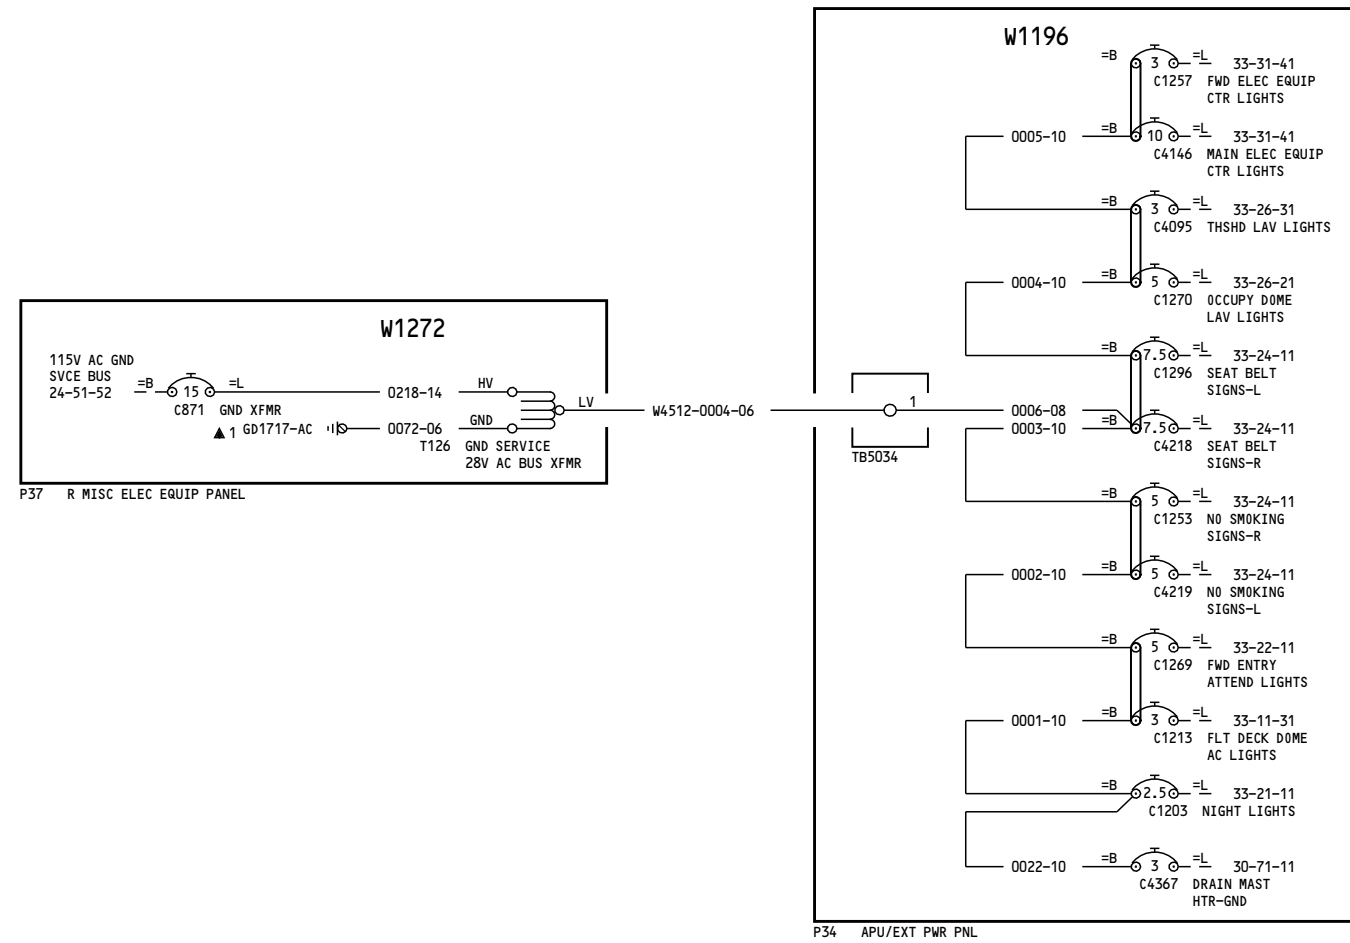 W1272
115V AC GND
SVCE BUS
24-51-52
=B 15 =L 0218-14 HV
C871 GND XFMR
1 GD1717-AC 0072-06 GND
T126 GND SERVICE
28V AC BUS XFMR
LV W4512-0004-06
P37 R MISC ELEC EQUIP PANEL
W1196
1
TB5034
=B 3 =L 33-31-41
C1257 FWD ELEC EQUIP
CTR LIGHTS
0005-10 =B 10 =L 33-31-41
C4146 MAIN ELEC EQUIP
CTR LIGHTS
=B 3 =L 33-26-31
C4095 THSHD LAV LIGHTS
0004-10 =B 5 =L 33-26-21
C1270 OCCUPY DOME
LAV LIGHTS
=B 7.5 =L 33-24-11
C1296 SEAT BELT
SIGNS-L
0006-08
0003-10 =B 7.5 =L 33-24-11
C4218 SEAT BELT
SIGNS-R
=B 5 =L 33-24-11
C1253 NO SMOKING
SIGNS-R
0002-10 =B 5 =L 33-24-11
C4219 NO SMOKING
SIGNS-L
=B 5 =L 33-22-11
C1269 FWD ENTRY
ATTEND LIGHTS
0001-10 =B 3 =L 33-11-31
C1213 FLT DECK DOME
AC LIGHTS
=B 2.5 =L 33-21-11
C1203 NIGHT LIGHTS
0022-10 =B 3 =L 30-71-11
C4367 DRAIN MAST
HTR-GND
P34 APU/EXT PWR PNL